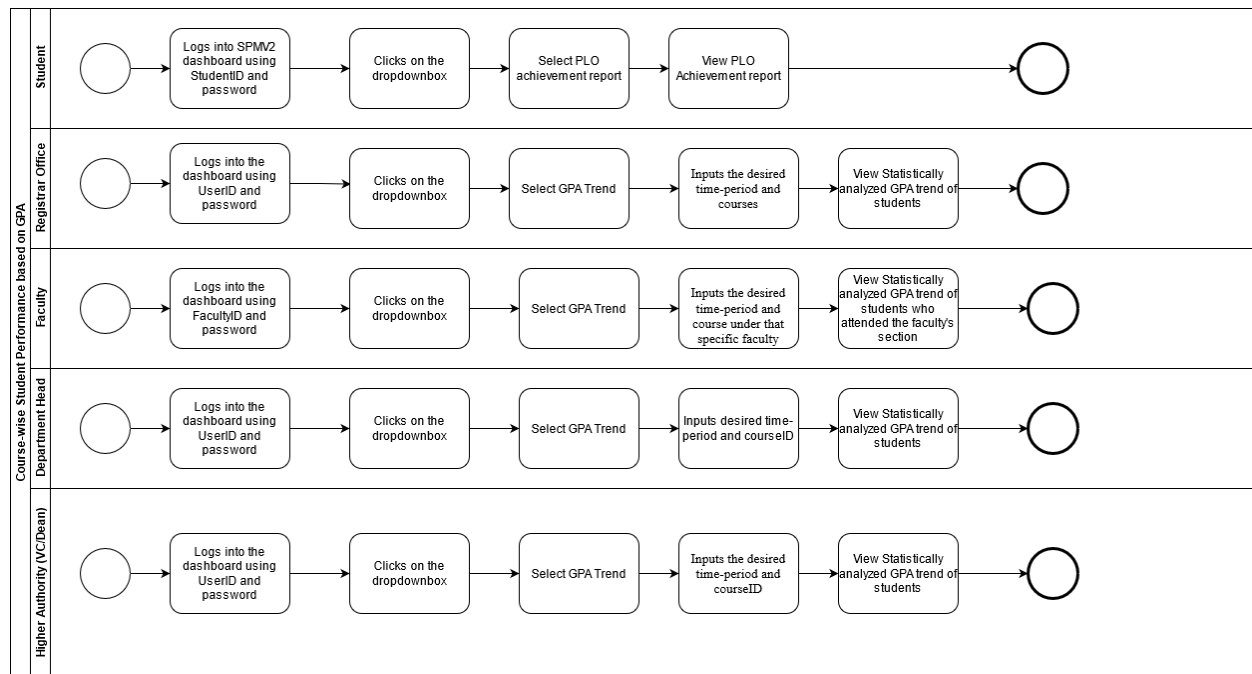 Course-wise Student Performance based on GPA
Student
Logs into SPMV2
dashboard using
StudentID and
password
Clicks on the
dropdownbox
Select PLO
achievement report
View PLO
Achievement report
Registrar Office
Logs into the
dashboard using
UserID and
password
Clicks on the
dropdownbox
Select GPA Trend
Inputs the desired
time-period and
courses
View Statistically
analyzed GPA trend of
students
Faculty
Logs into the
dashboard using
FacultyID and
password
Clicks on the
dropdownbox
Select GPA Trend
Inputs the desired
time-period and
course under that
specific faculty
View Statistically
analyzed GPA trend of
students who
attended the faculty's
section
Department Head
Logs into the
dashboard using
UserID and
password
Clicks on the
dropdownbox
Select GPA Trend
Inputs desired time-
period and courseID
View Statistically
analyzed GPA trend of
students
Higher Authority (VC/Dean)
Logs into the
dashboard using
UserID and
password
Clicks on the
dropdownbox
Select GPA Trend
Inputs the desired
time-period and
courseID
View Statistically
analyzed GPA trend of
students